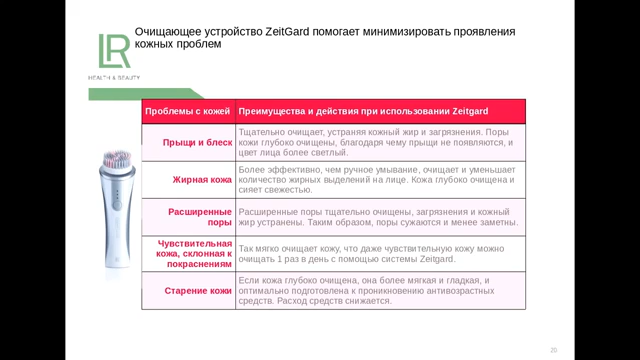 Очищающее устройство ZeitGard помогает минимизировать проявления
кожных проблем
LR
HEALTH & BEAUTY
Проблемы с кожей
Преимущества и действия при использовании Zeitgard
Прыщи и блеск
Тщательно очищает, устраняя кожный жир и загрязнения. Поры
кожи глубоко очищены, благодаря чему прыщи не появляются, и
цвет лица более светлый.
Жирная кожа
Более эффективно, чем ручное умывание, очищает и уменьшает
количество жирных выделений на лице. Кожа глубоко очищена и
сияет свежестью.
Расширенные
поры
Расширенные поры тщательно очищены, загрязнения и кожный
жир устранены. Таким образом, поры сужаются и менее заметны.
Чувствительная
кожа, склонная к
покраснениям
Так мягко очищает кожу, что даже чувствительную кожу можно
очищать 1 раз в день с помощью системы Zeitgard.
Старение кожи
Если кожа глубоко очищена, она более мягкая и гладкая, и
оптимально подготовлена к проникновению антивозрастных
средств. Расход средств снижается.
20